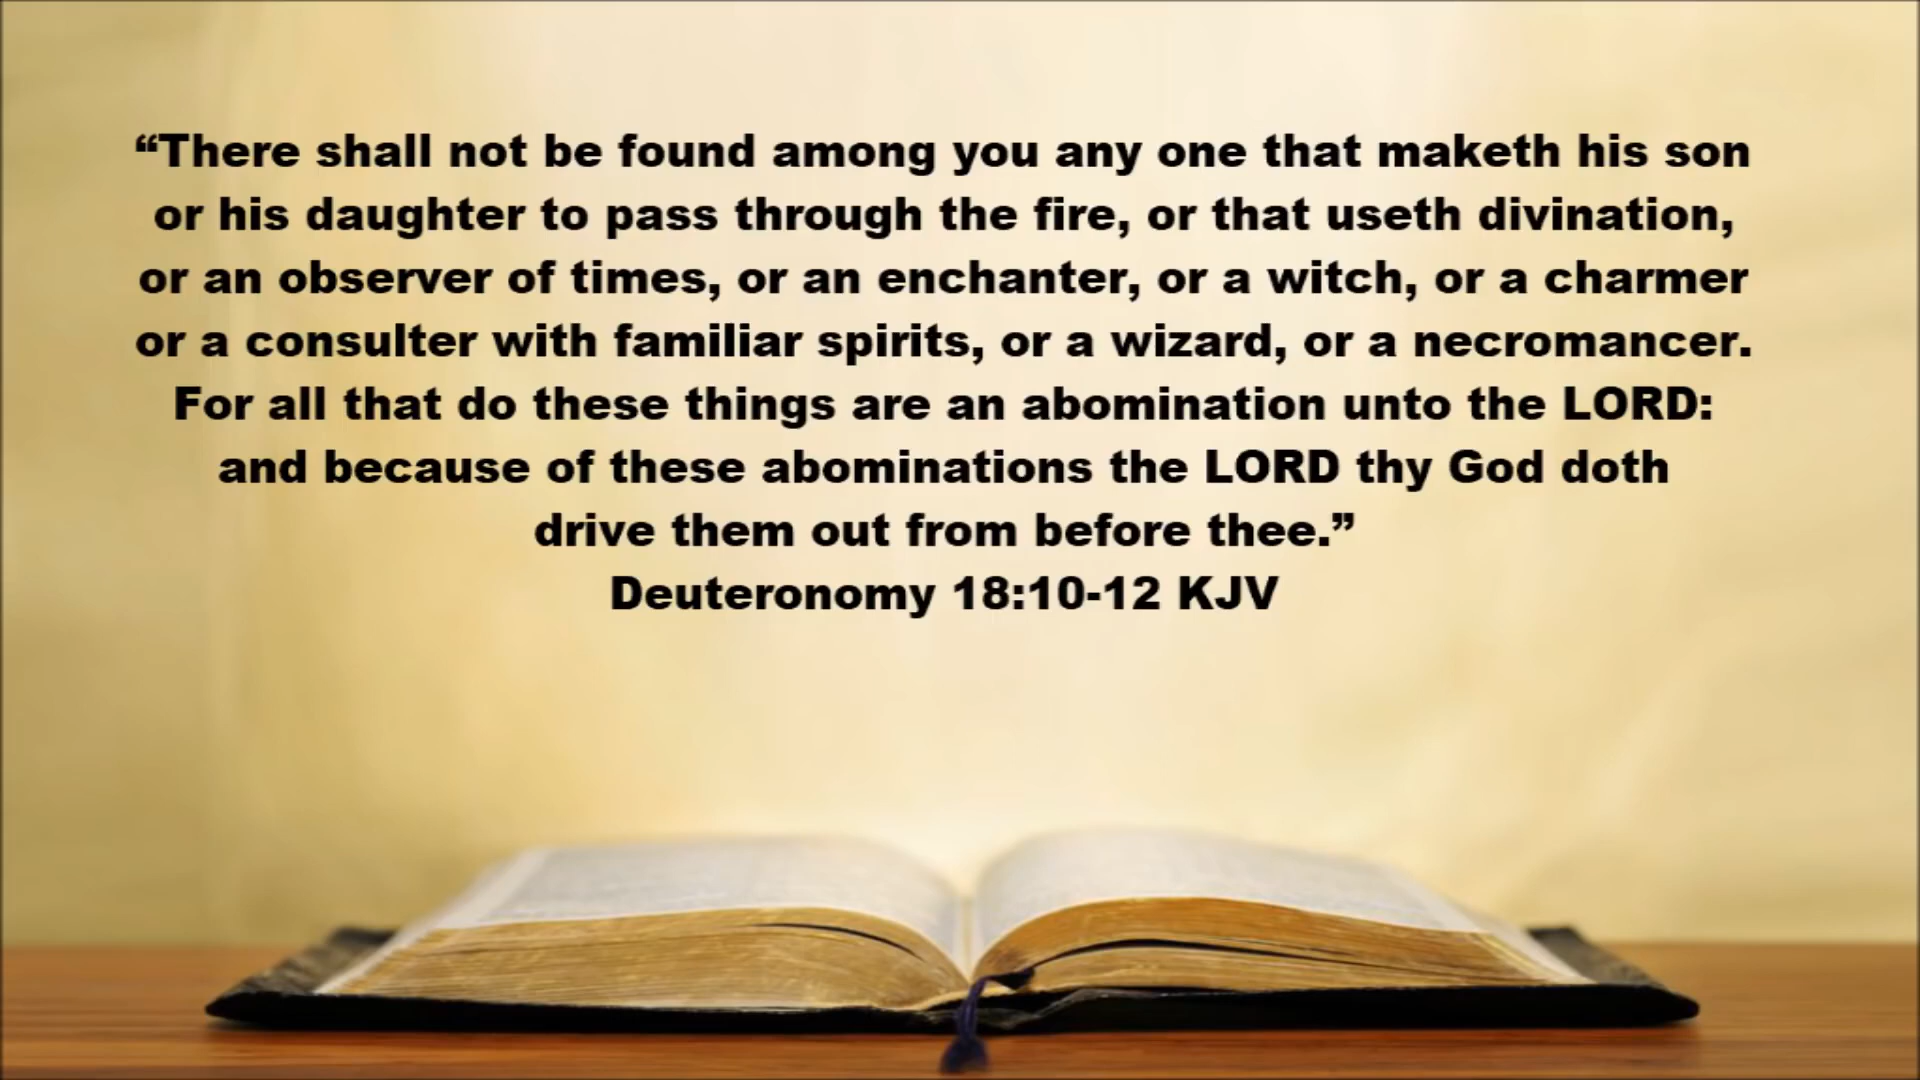 “There shall not be found among you any one that maketh his son
or his daughter to pass through the fire, or that useth divination,
or an observer of times, or an enchanter, or a witch, or a charmer
or a consulter with familiar spirits, or a wizard, or a necromancer.
For all that do these things are an abomination unto the LORD:
and because of these abominations the LORD thy God doth
drive them out from before thee.”
Deuteronomy 18:10-12 KJV